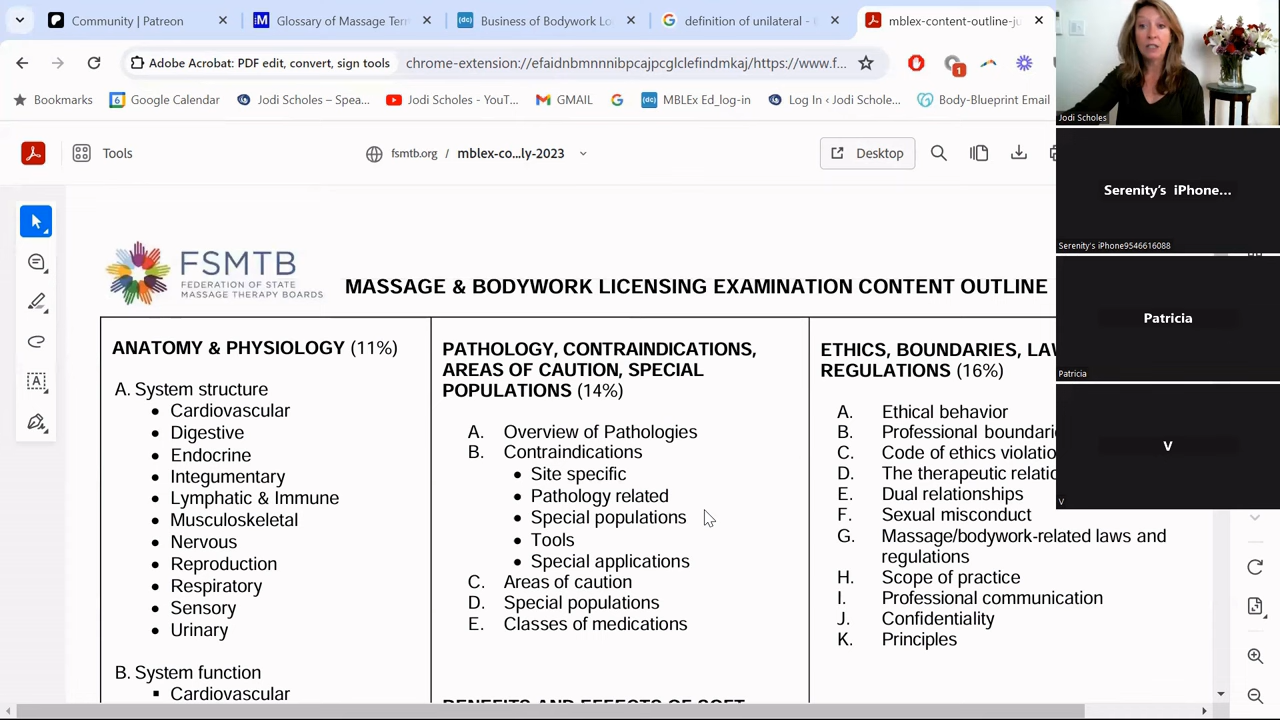 Community | Patreon
Glossary of Massage Ter
Business of Bodywork Lo
definition of unilateral -
mblex-content-outline-ju
Adobe Acrobat: PDF edit, convert, sign tools
chrome-extension://efaidnbmnnnibpcajpcglclefindmkaj/https://www.f...
1
Bookmarks
Google Calendar
Jodi Scholes – Spea...
Jodi Scholes - YouT...
GMAIL
MBLEx Ed_log-in
Log In ‹ Jodi Schole...
Body-Blueprint Email
Tools
fsmtb.org / mblex-co...ly-2023
Desktop
Jodi Scholes
Serenity's iPhone...
Serenity's iPhone9546616088
Patricia
Patricia
V
V
FSMTB
FEDERATION OF STATE
MASSAGE THERAPY BOARDS
MASSAGE & BODYWORK LICENSING EXAMINATION CONTENT OUTLINE
ANATOMY & PHYSIOLOGY (11%)
A. System structure
• Cardiovascular
• Digestive
• Endocrine
• Integumentary
• Lymphatic & Immune
• Musculoskeletal
• Nervous
• Reproduction
• Respiratory
• Sensory
• Urinary
B. System function
▪ Cardiovascular
PATHOLOGY, CONTRAINDICATIONS,
AREAS OF CAUTION, SPECIAL
POPULATIONS (14%)
A. Overview of Pathologies
B. Contraindications
• Site specific
• Pathology related
• Special populations
• Tools
• Special applications
C. Areas of caution
D. Special populations
E. Classes of medications
BENEFITS AND EFFECTS OF SOFT
ETHICS, BOUNDARIES, LAW
REGULATIONS (16%)
A. Ethical behavior
B. Professional boundari
C. Code of ethics violatio
D. The therapeutic relatio
E. Dual relationships
F. Sexual misconduct
G. Massage/bodywork-related laws and
regulations
H. Scope of practice
I. Professional communication
J. Confidentiality
K. Principles